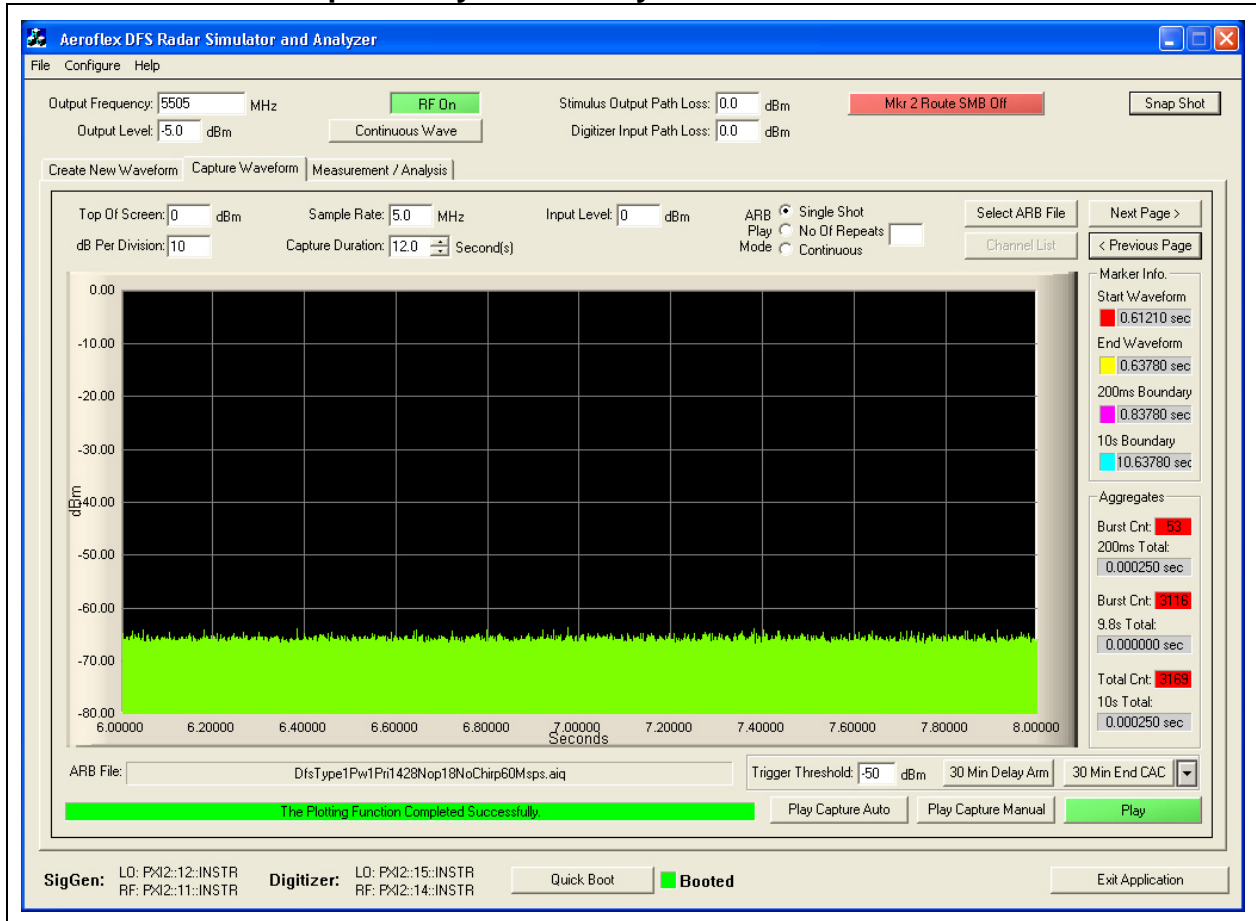 Aeroflex DFS Radar Simulator and Analyzer
File Configure Help
Output Frequency: 5505 MHz
RF On
Stimulus Output Path Loss: 0.0 dBm
Mkr 2 Route SMB Off
Snap Shot
Output Level: -5.0 dBm
Continuous Wave
Digitizer Input Path Loss: 0.0 dBm
Create New Waveform Capture Waveform Measurement / Analysis
Top Of Screen: 0 dBm
Sample Rate: 5.0 MHz
Input Level: 0 dBm
ARB Play Mode
Single Shot
No Of Repeats
Continuous
Select ARB File
Next Page >
dB Per Division: 10
Capture Duration: 12.0 Second(s)
Channel List
< Previous Page
0.00
-10.00
-20.00
-30.00
-40.00
-50.00
-60.00
-70.00
-80.00
dBm
6.00000 6.20000 6.40000 6.60000 6.80000 7.00000 7.20000 7.40000 7.60000 7.80000 8.00000
Seconds
Marker Info.
Start Waveform
0.61210 sec
End Waveform
0.63780 sec
200ms Boundary
0.83780 sec
10s Boundary
10.63780 sec
Aggregates
Burst Cnt: 53
200ms Total:
0.000250 sec
Burst Cnt: 3116
9.8s Total:
0.000000 sec
Total Cnt: 3169
10s Total:
0.000250 sec
ARB File: DfsType1Pw1Pri1428Nop18NoChirp60Msps.aiq
Trigger Threshold: -50 dBm
30 Min Delay Arm
30 Min End CAC
The Plotting Function Completed Successfully.
Play Capture Auto
Play Capture Manual
Play
SigGen: LO: PXI2::12::INSTR
RF: PXI2::11::INSTR
Digitizer: LO: PXI2::15::INSTR
RF: PXI2::14::INSTR
Quick Boot
Booted
Exit Application